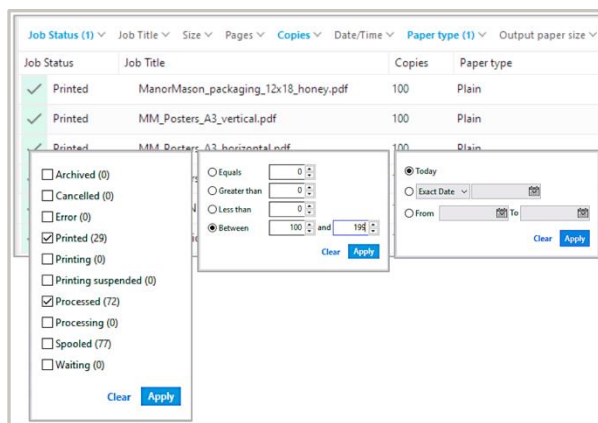 Job Status (1) Job Title Size Pages Copies Date/Time Paper type (1) Output paper size
Job Status Job Title Copies Paper type
Printed ManorMason_packaging_12x18_honey.pdf 100 Plain
Printed MM_Posters_A3_vertical.pdf 100 Plain
Printed MM_Posters_A3_horizontal.pdf 100 Plain
Archived (0)
Cancelled (0)
Error (0)
Printed (29)
Printing (0)
Printing suspended (0)
Processed (72)
Processing (0)
Spooled (77)
Waiting (0)
Clear Apply
Equals 0
Greater than 0
Less than 0
Between 100 and 199
Clear Apply
Today
Exact Date
From To
Clear Apply